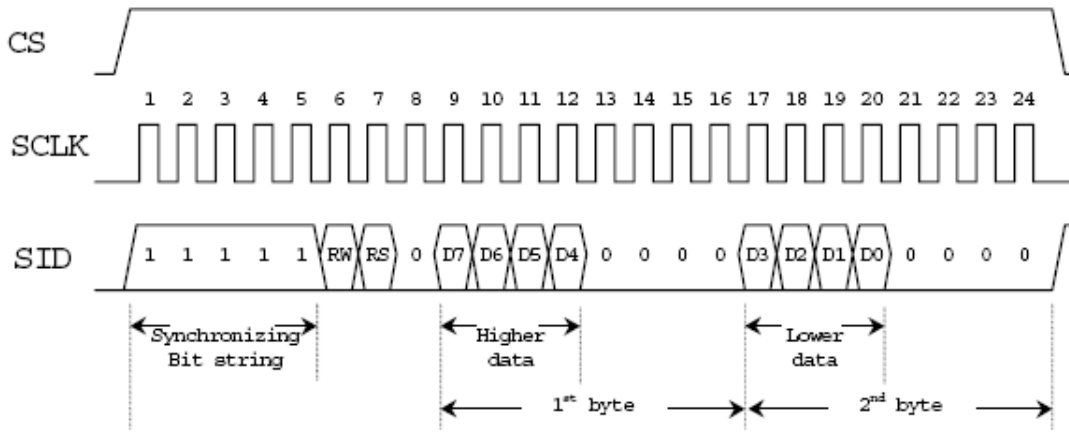 CS
1 2 3 4 5 6 7 8 9 10 11 12 13 14 15 16 17 18 19 20 21 22 23 24
SCLK
SID 1 1 1 1 1 RW RS 0 D7 D6 D5 D4 0 0 0 0 D3 D2 D1 D0 0 0 0 0
Synchronizing Higher Lower
Bit string data data
1st byte 2nd byte